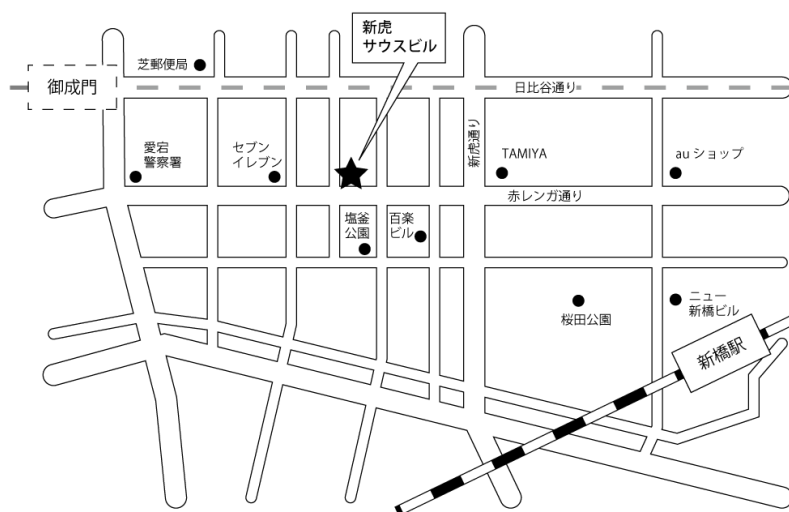 新虎
サウスビル
芝郵便局
御成門
日比谷通り
愛宕
警察署
セブン
イレブン
新虎通り
TAMIYA
au ショップ
赤レンガ通り
塩釜
公園
百楽
ビル
桜田公園
ニュー
新橋ビル
新橋駅